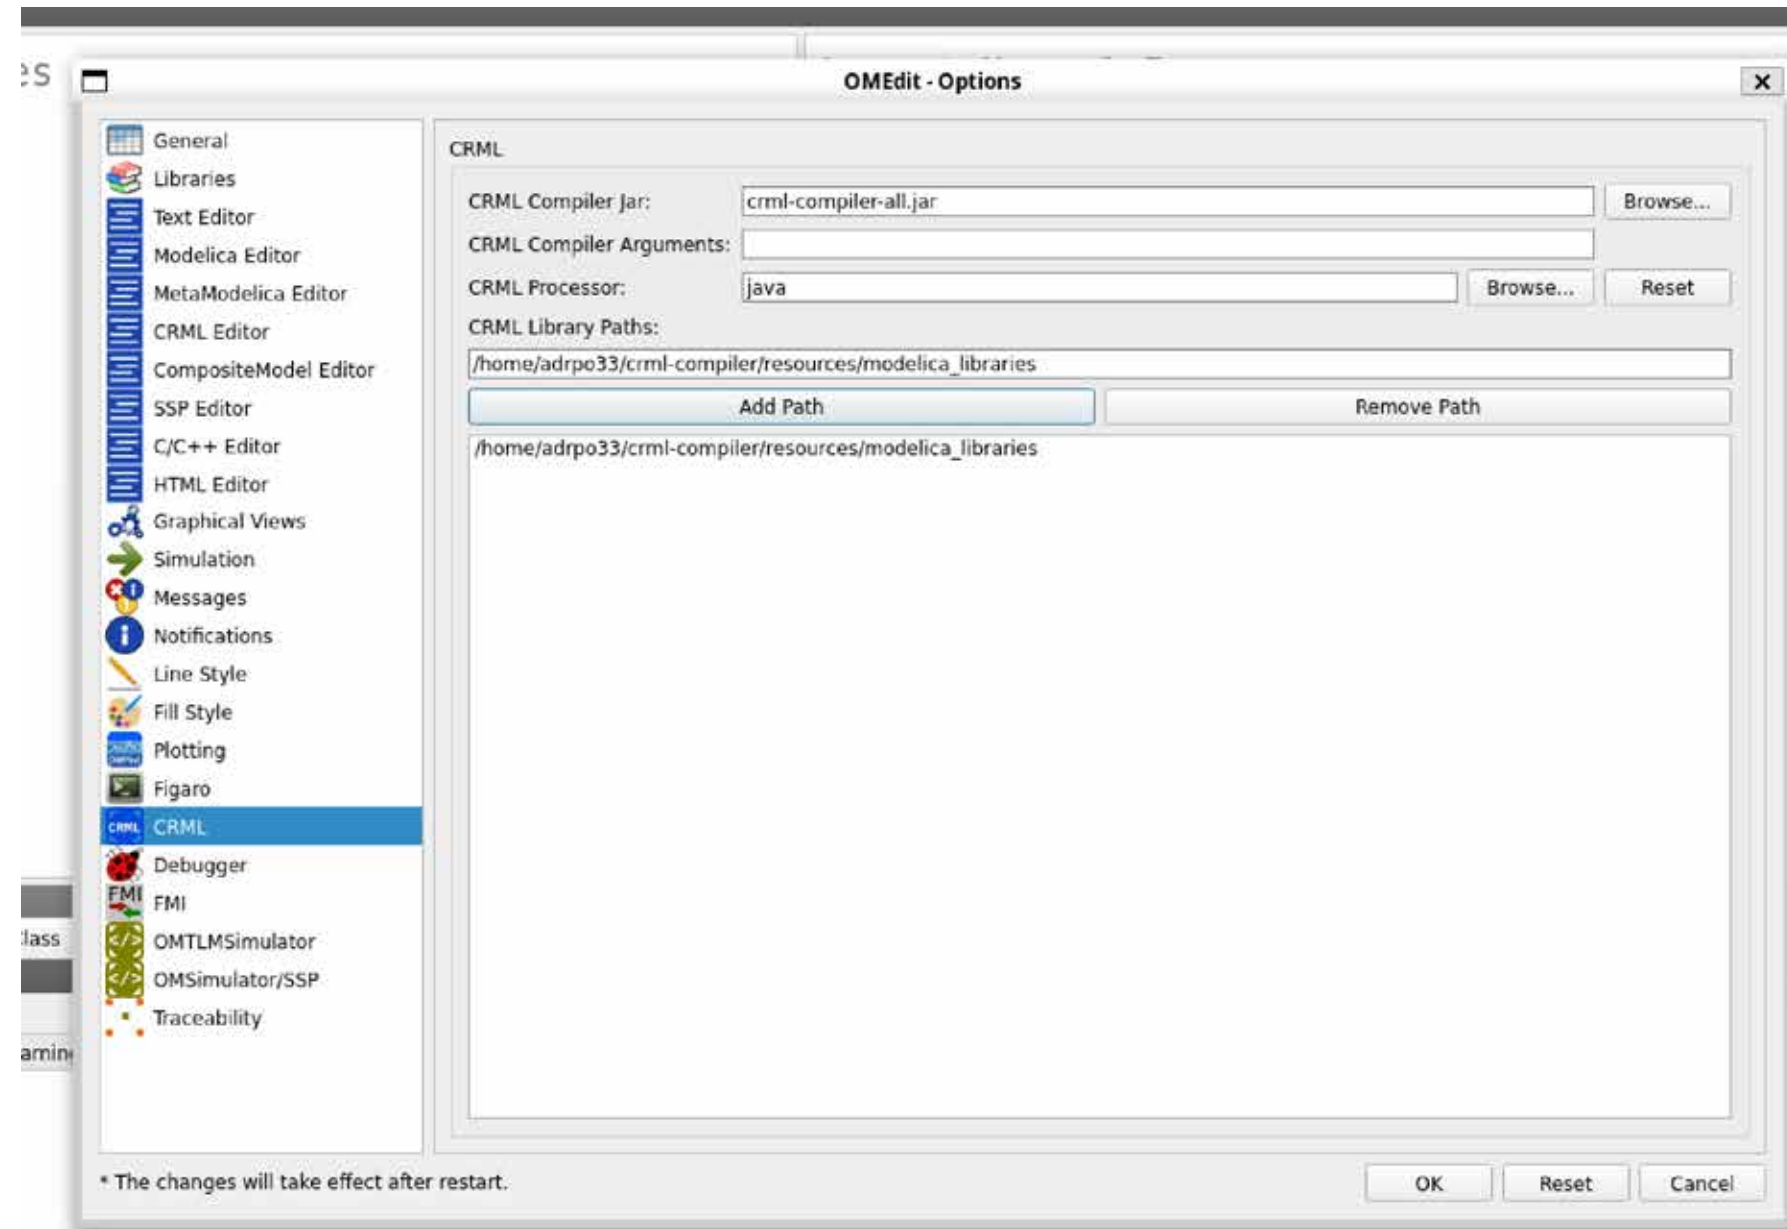 es
OMEdit - Options
General
Libraries
Text Editor
Modelica Editor
MetaModelica Editor
CRML Editor
CompositeModel Editor
SSP Editor
C/C++ Editor
HTML Editor
Graphical Views
Simulation
Messages
Notifications
Line Style
Fill Style
Plotting
Figaro
CRML CRML
Debugger
FMI FMI
OMTLMSimulator
OMSimulator/SSP
Traceability
CRML
CRML Compiler Jar: crml-compiler-all.jar Browse...
CRML Compiler Arguments:
CRML Processor: java Browse... Reset
CRML Library Paths:
/home/adrpo33/crml-compiler/resources/modelica_libraries
Add Path Remove Path
/home/adrpo33/crml-compiler/resources/modelica_libraries
lass
* The changes will take effect after restart.
OK Reset Cancel